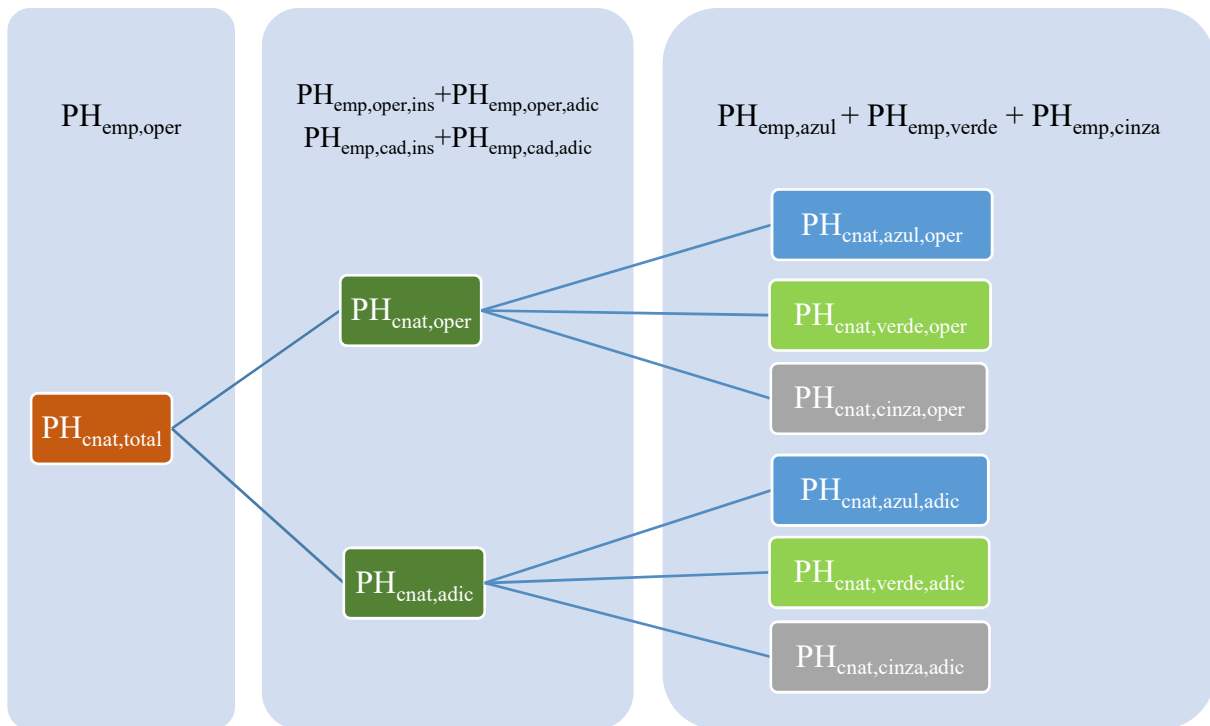 PHemp,oper
PHemp,oper,ins+PHemp,oper,adic
PHemp,cad,ins+PHemp,cad,adic
PHemp,azul + PHemp,verde + PHemp,cinza
PHcnat,total
PHcnat,oper
PHcnat,adic
PHcnat,azul,oper
PHcnat,verde,oper
PHcnat,cinza,oper
PHcnat,azul,adic
PHcnat,verde,adic
PHcnat,cinza,adic